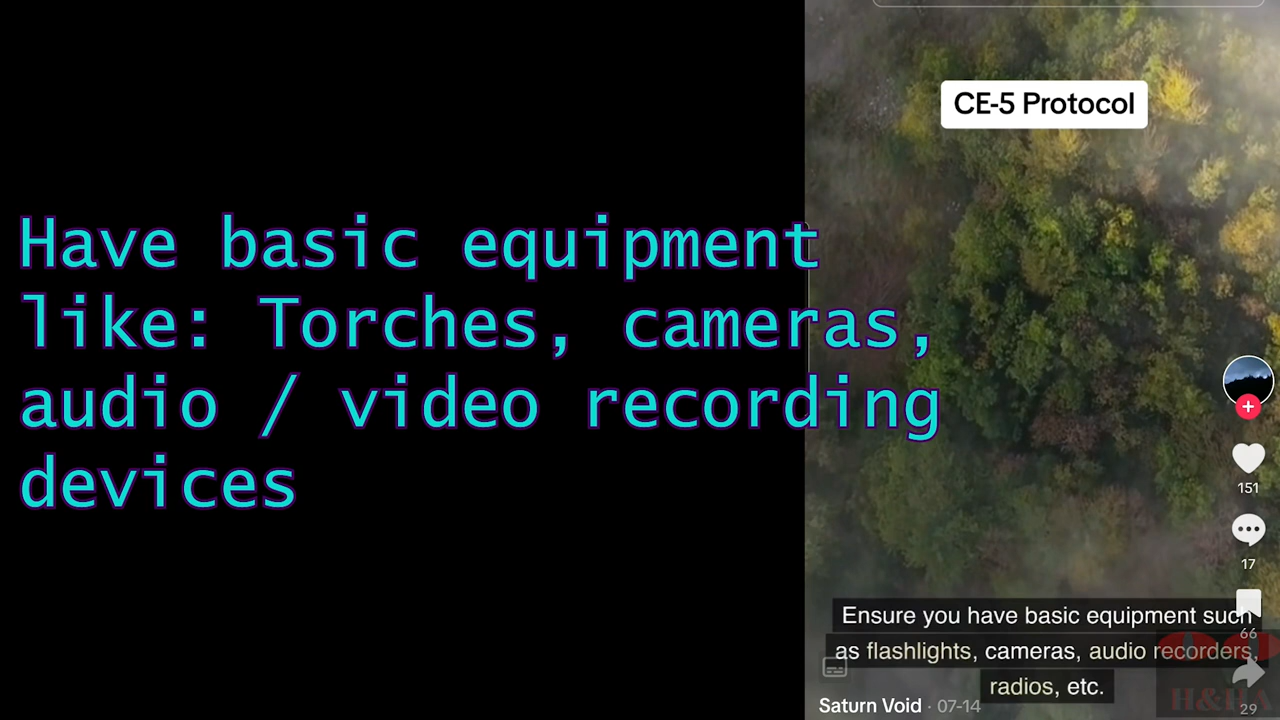 Have basic equipment
like: Torches, cameras,
audio / video recording
devices
CE-5 Protocol
151
17
66
29
Ensure you have basic equipment such
as flashlights, cameras, audio recorders,
radios, etc.
Saturn Void · 07-14
H&HA